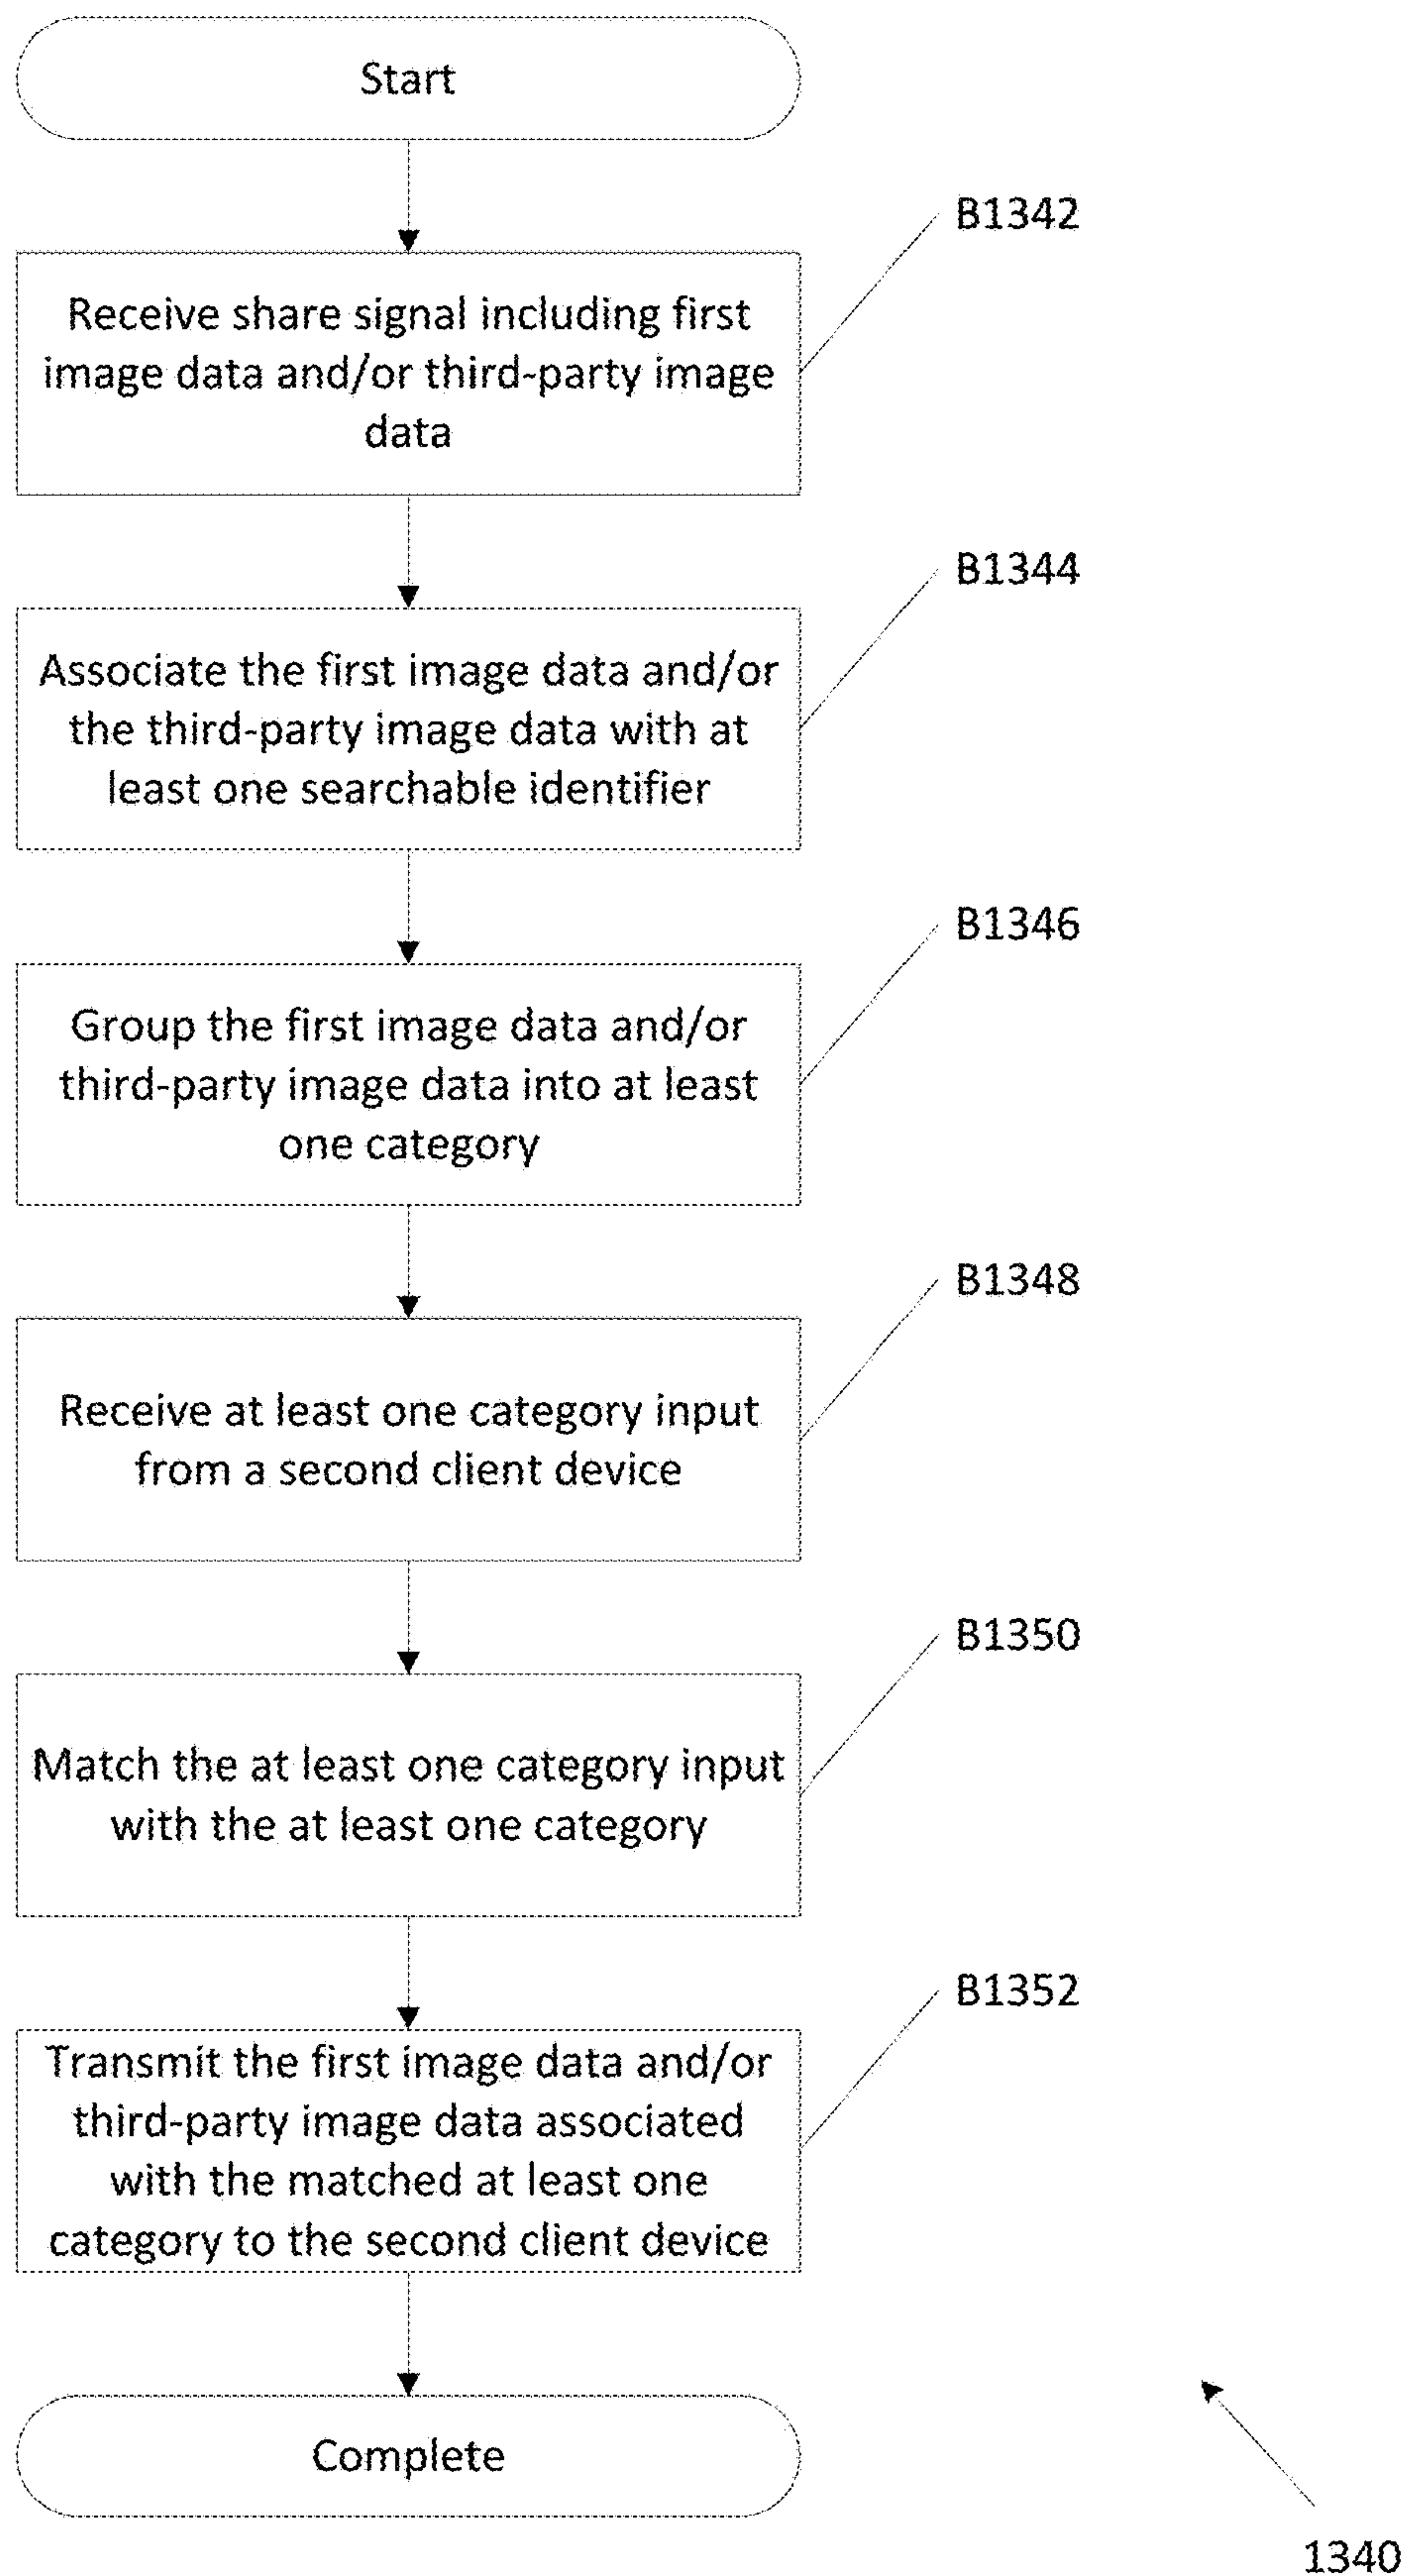 Start
B1342
Receive share signal including first
image data and/or third-party image
data
B1344
Associate the first image data and/or
the third-party image data with at
least one searchable identifier
B1346
Group the first image data and/or
third-party image data into at least
one category
B1348
Receive at least one category input
from a second client device
B1350
Match the at least one category input
with the at least one category
B1352
Transmit the first image data and/or
third-party image data associated
with the matched at least one
category to the second client device
Complete
1340